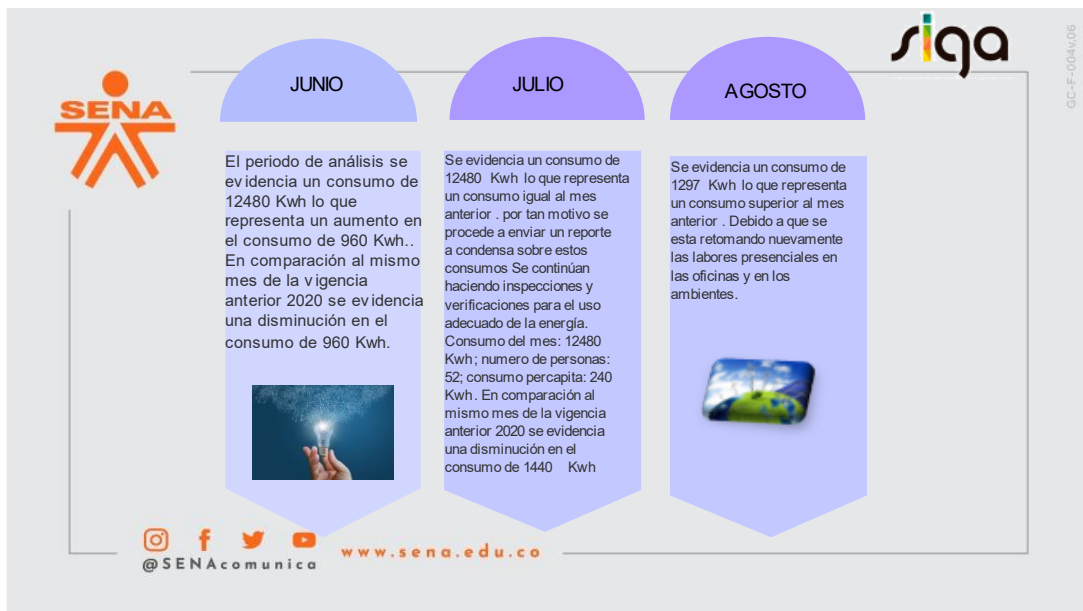 siga
GC-F-004V.06
SENA
JUNIO
El periodo de análisis se
evidencia un consumo de
12480 Kwh lo que
representa un aumento en
el consumo de 960 Kwh..
En comparación al mismo
mes de la vigencia
anterior 2020 se evidencia
una disminución en el
consumo de 960 Kwh.
JULIO
Se evidencia un consumo de
12480 Kwh lo que representa
un consumo igual al mes
anterior . por tan motivo se
procede a enviar un reporte
a condensa sobre estos
consumos Se continúan
haciendo inspecciones y
verificaciones para el uso
adecuado de la energía.
Consumo del mes: 12480
Kwh; numero de personas:
52; consumo percapita: 240
Kwh. En comparación al
mismo mes de la vigencia
anterior 2020 se evidencia
una disminución en el
consumo de 1440 Kwh
AGOSTO
Se evidencia un consumo de
1297 Kwh lo que representa
un consumo superior al mes
anterior . Debido a que se
esta retomando nuevamente
las labores presenciales en
las oficinas y en los
ambientes.
@SENAcomunica
www.sena.edu.co